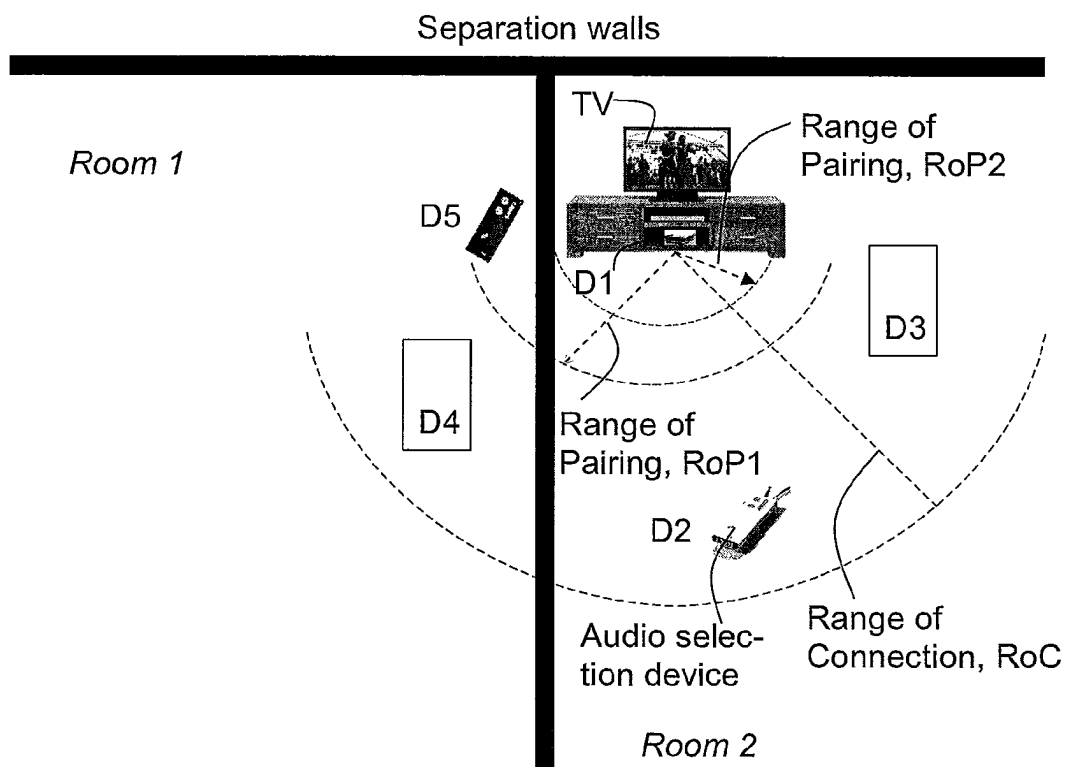 Separation walls
TV
Range of
Pairing, RoP2
Room 1
D5
D1
D3
D4
Range of
Pairing, RoP1
D2
Audio selec-
tion device
Range of
Connection, RoC
Room 2